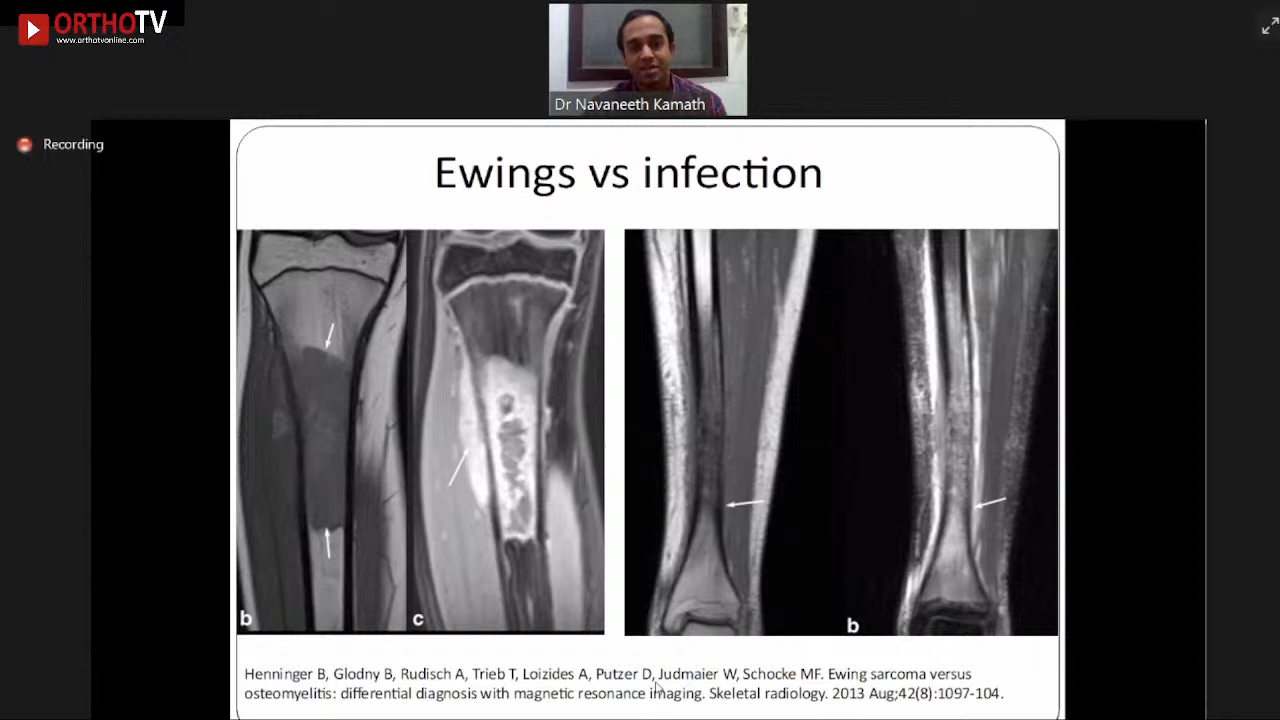 ORTHOTV
www.orthotvonline.com
Dr Navaneeth Kamath
Recording
Ewings vs infection
b
c
b
Henninger B, Glodny B, Rudisch A, Trieb T, Loizides A, Putzer D, Judmaier W, Schocke MF. Ewing sarcoma versus
osteomyelitis: differential diagnosis with magnetic resonance imaging. Skeletal radiology. 2013 Aug;42(8):1097-104.